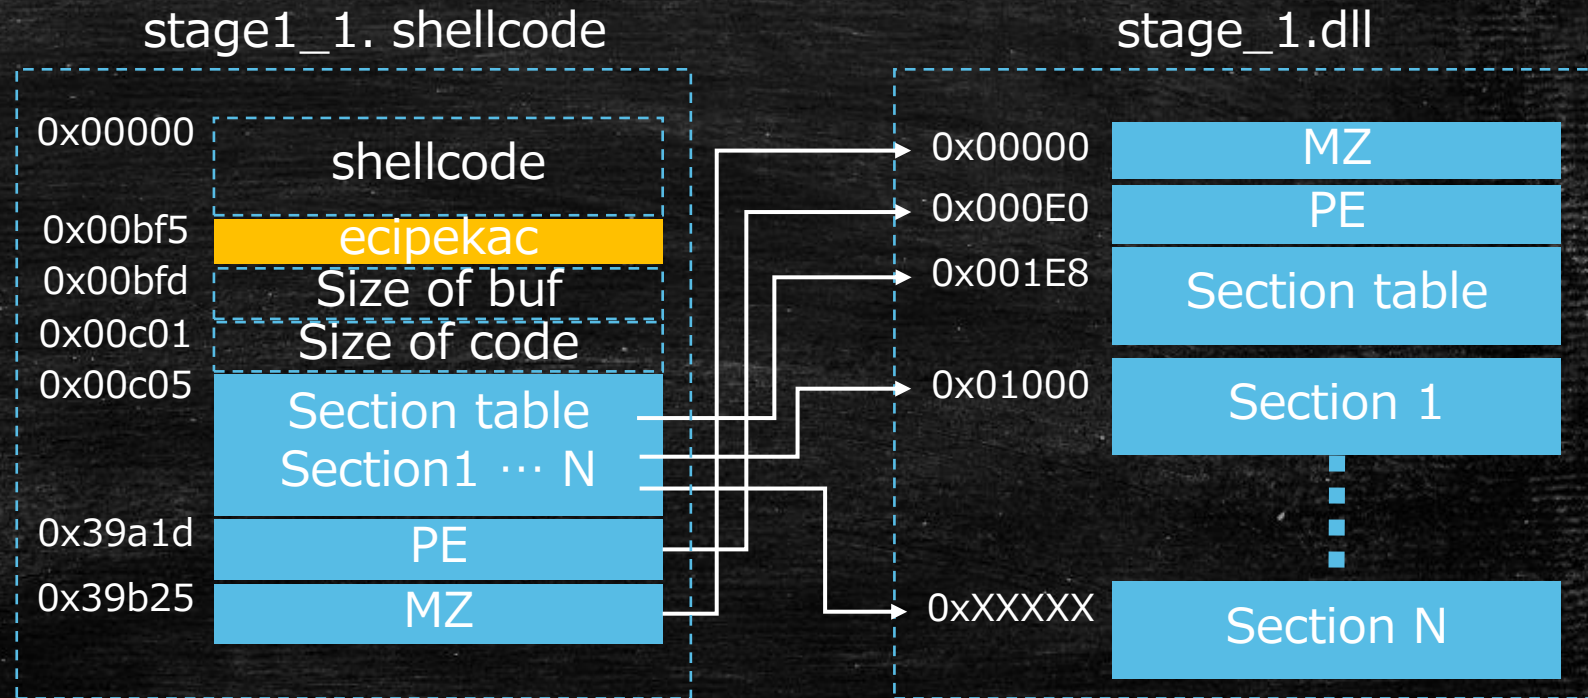 stage1_1. shellcode
0x00000
shellcode
0x00bf5
ecipekac
0x00bfd
Size of buf
0x00c01
Size of code
0x00c05
Section table
Section1 … N
0x39a1d
PE
0x39b25
MZ
stage_1.dll
0x00000
MZ
0x000E0
PE
0x001E8
Section table
0x01000
Section 1
0xXXXXX
Section N